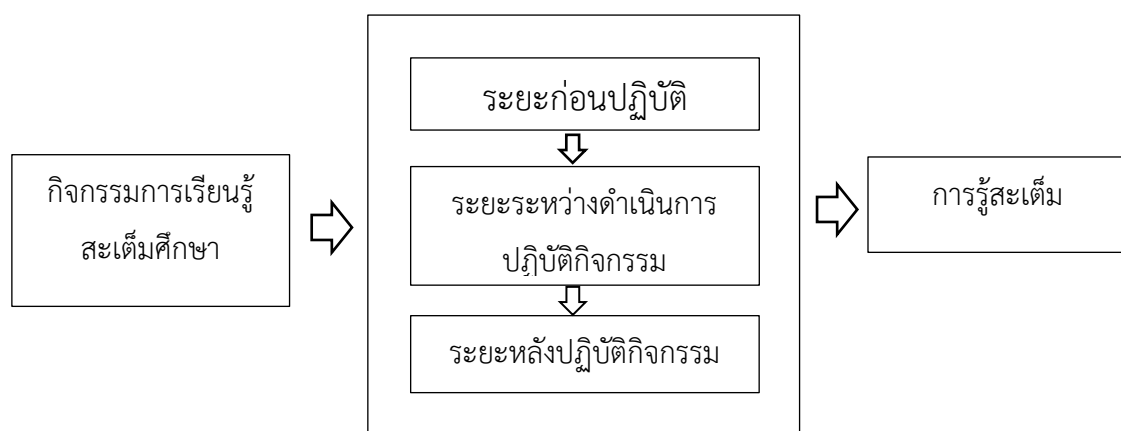 กิจกรรมการเรียนรู้
สะเต็มศึกษา
ระยะก่อนปฏิบัติ
ระยะระหว่างดำเนินการ
ปฏิบัติกิจกรรม
ระยะหลังปฏิบัติกิจกรรม
การรู้สะเต็ม